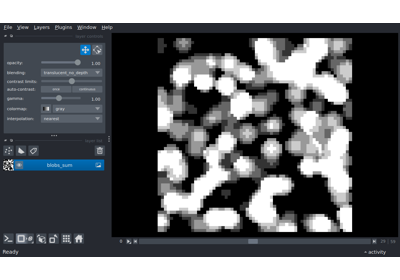 File View Layers Plugins Window Help
opacity: 1.00
blending: translucent_no_depth
contrast limits:
auto-contrast: once continuous
gamma: 1.00
colormap: gray
interpolation: nearest
blobs_sum
Ready
activity